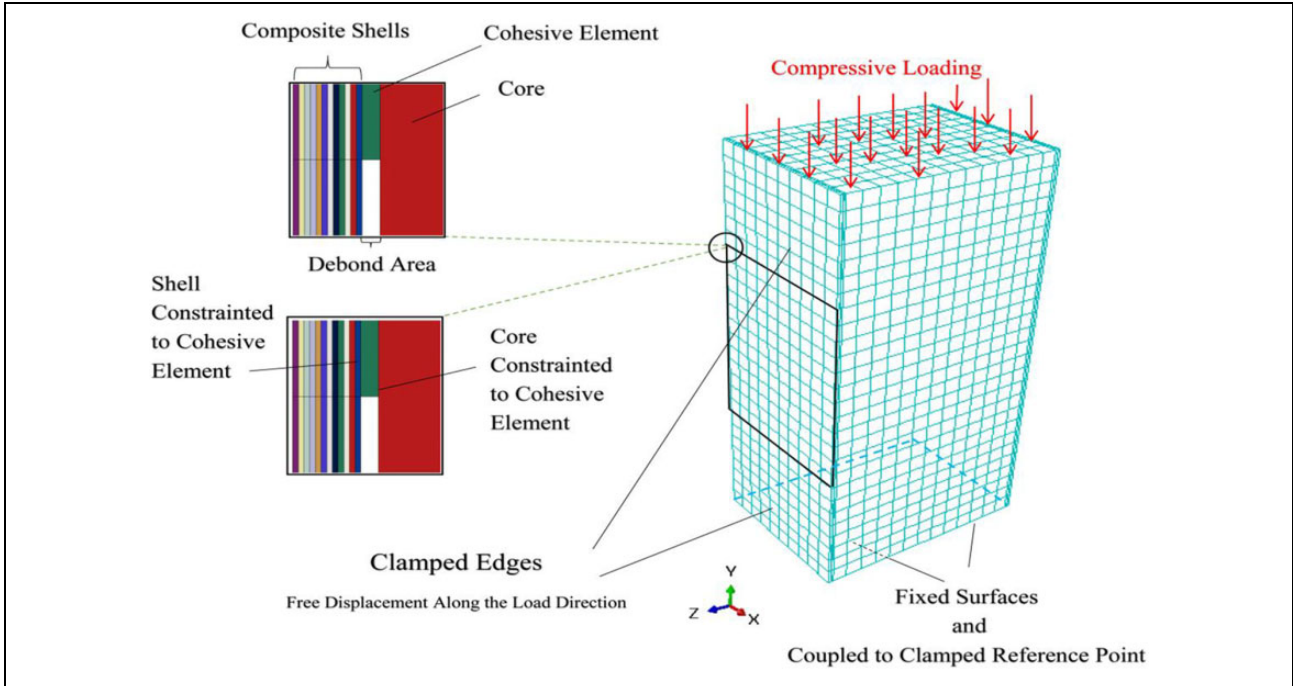 Composite Shells
Cohesive Element
Core
Debond Area
Shell
Constrainted
to Cohesive
Element
Core
Constrainted
to Cohesive
Element
Compressive Loading
Clamped Edges
Free Displacement Along the Load Direction
Y
Z
X
Fixed Surfaces
and
Coupled to Clamped Reference Point